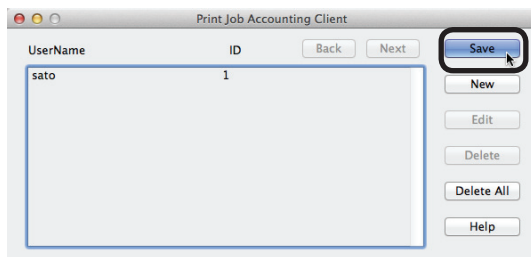 Print Job Accounting Client
UserName ID Back Next Save
sato 1
New
Edit
Delete
Delete All
Help